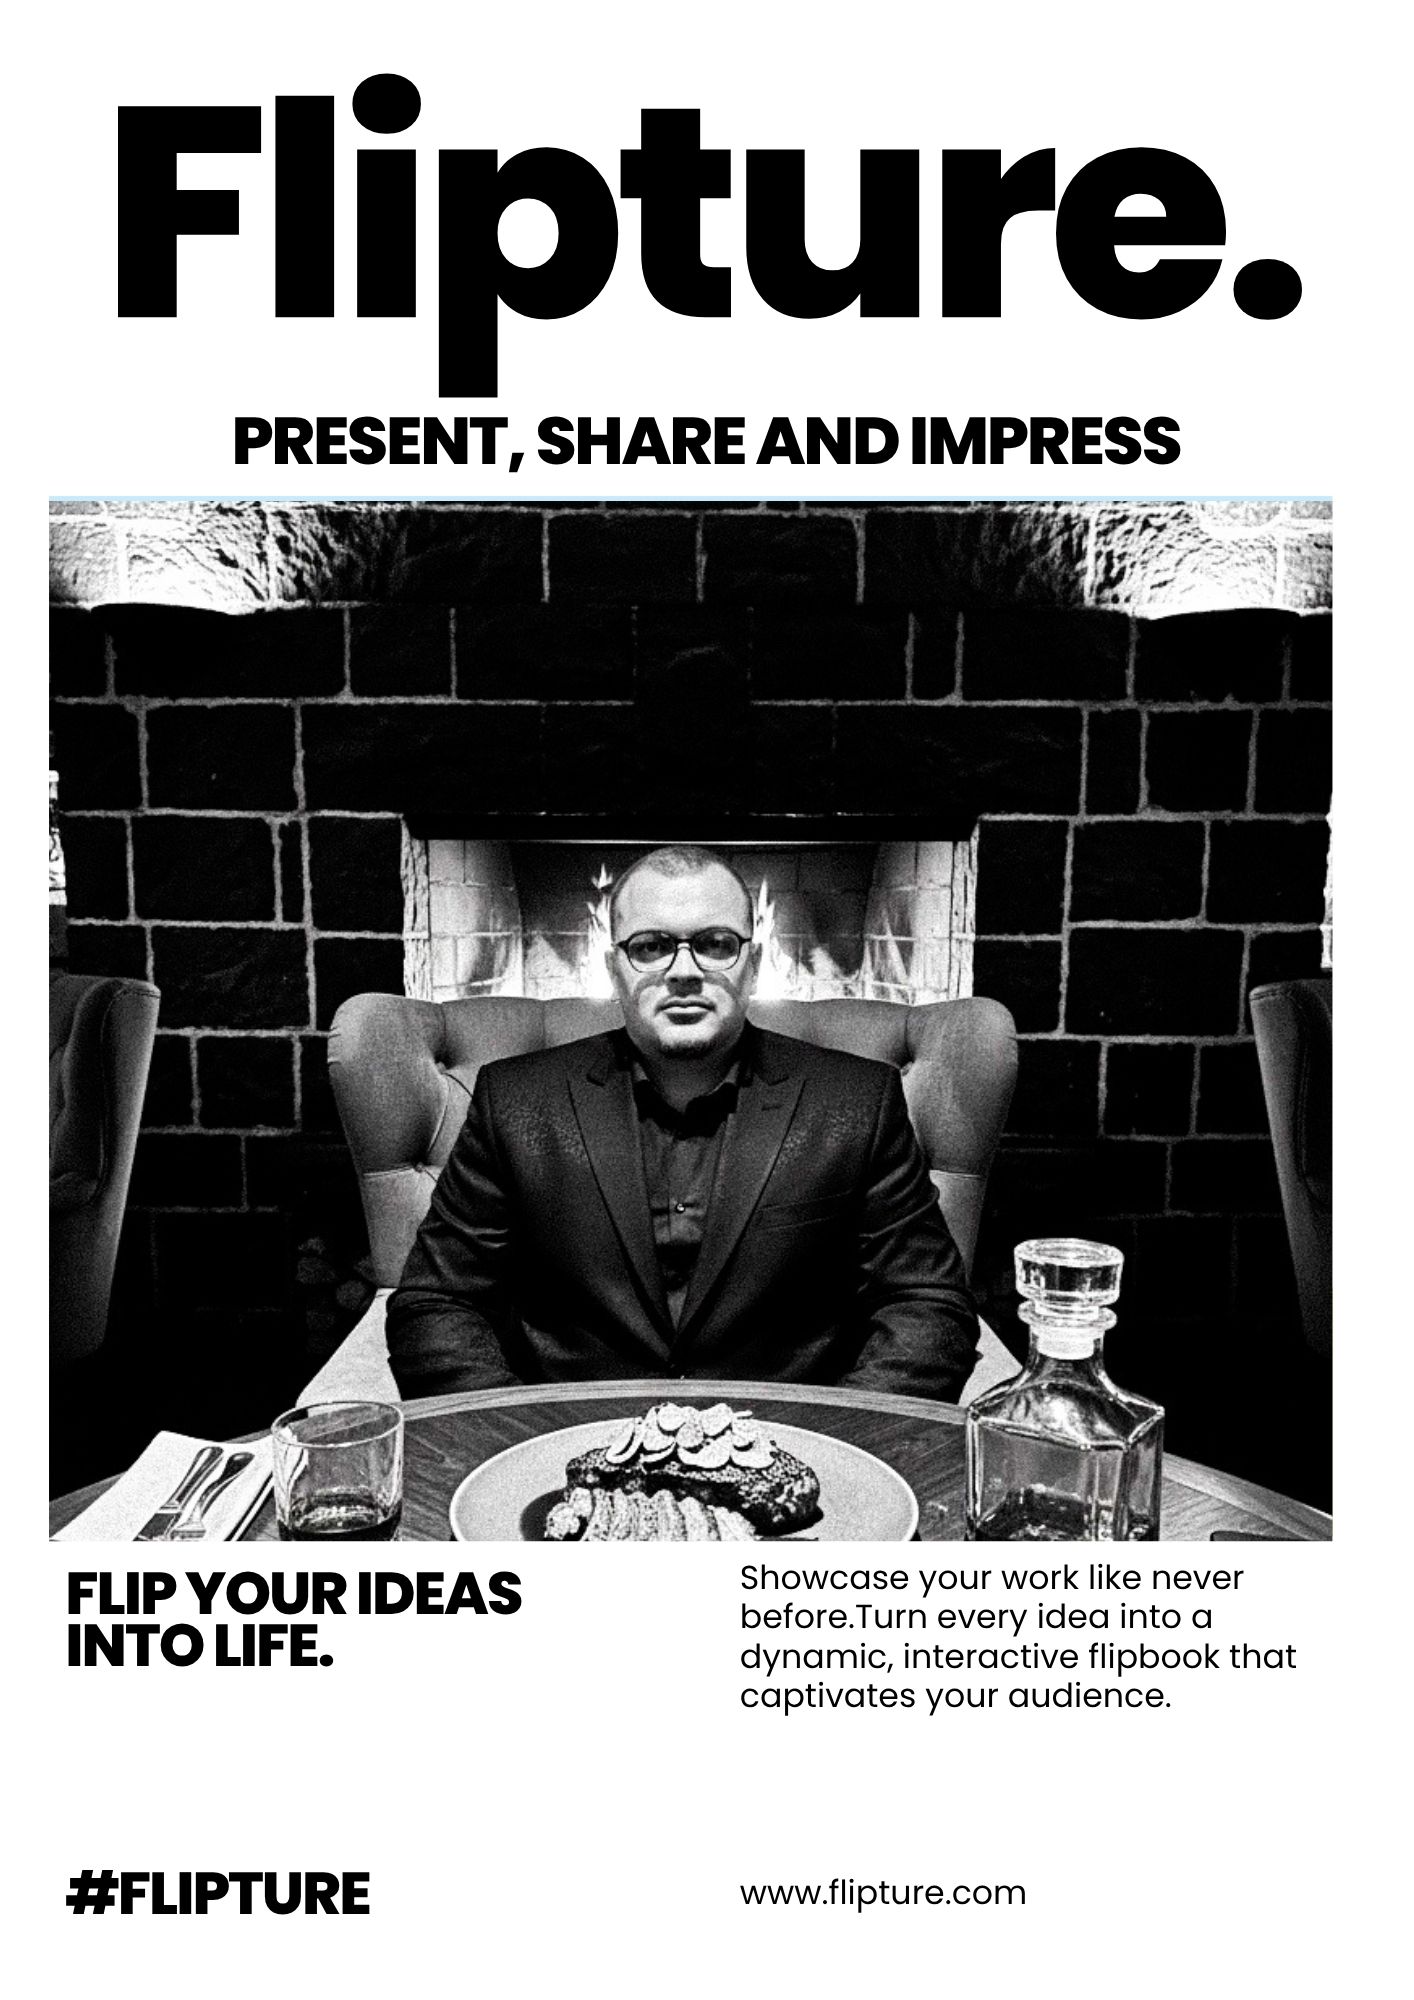 Flipture.
PRESENT, SHARE AND IMPRESS
FLIP YOUR IDEAS
INTO LIFE.
Showcase your work like never
before.Turn every idea into a
dynamic, interactive flipbook that
captivates your audience.
#FLIPTURE
www.flipture.com